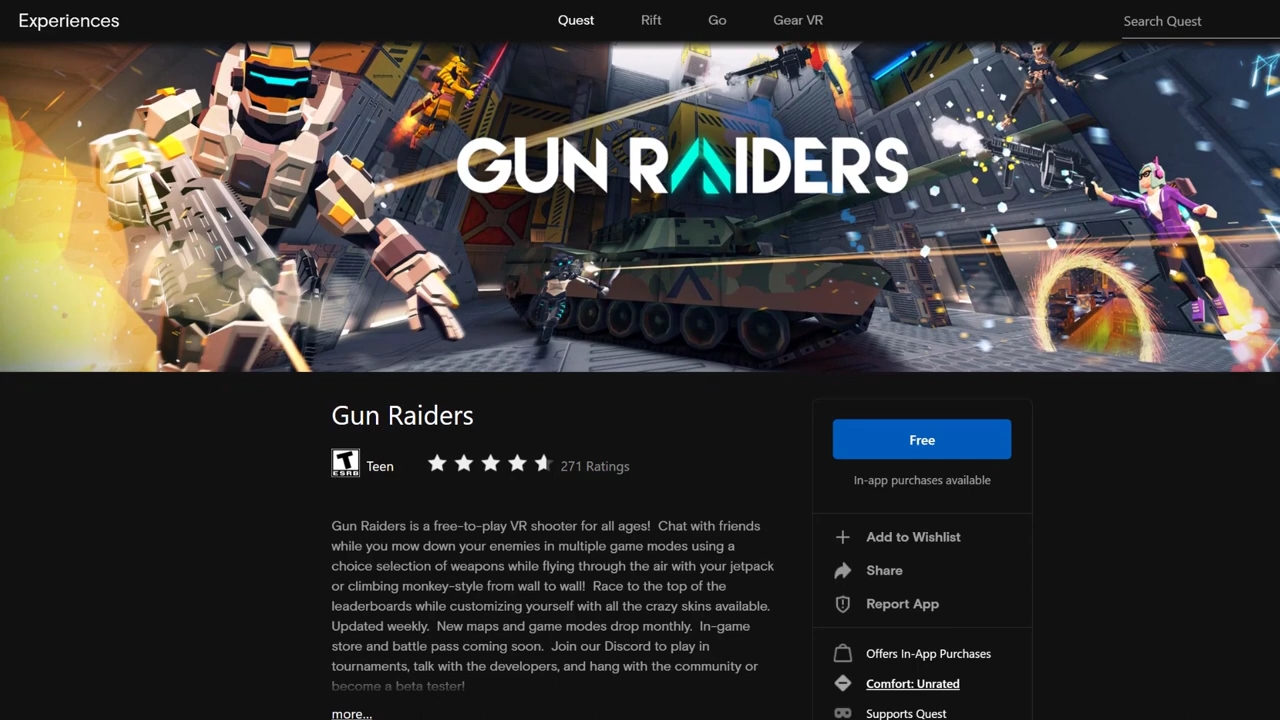 Experiences
Quest
Rift
Go
Gear VR
Search Quest
GUN RAIDERS
Gun Raiders
T
ESRB
Teen
271 Ratings
Gun Raiders is a free-to-play VR shooter for all ages!  Chat with friends
while you mow down your enemies in multiple game modes using a
choice selection of weapons while flying through the air with your jetpack
or climbing monkey-style from wall to wall!  Race to the top of the
leaderboards while customizing yourself with all the crazy skins available.
Updated weekly.  New maps and game modes drop monthly.  In-game
store and battle pass coming soon.  Join our Discord to play in
tournaments, talk with the developers, and hang with the community or
become a beta tester!
more...
Free
In-app purchases available
Add to Wishlist
Share
Report App
Offers In-App Purchases
Comfort: Unrated
Supports Quest